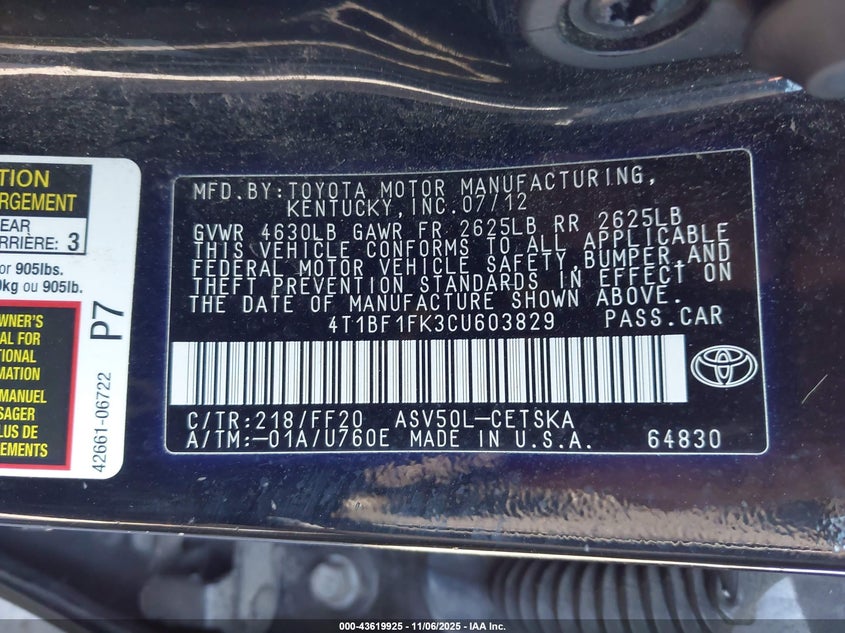 TION
RGEMENT
EAR
RRIÈRE: 3
or 905lbs.
0kg ou 905lb.
WNER'S
AL FOR
TIONAL
RMATION
MANUEL
SAGER
LUS DE
EMENTS
42661-06722 P7
MFD. BY: TOYOTA MOTOR MANUFACTURING,
KENTUCKY, INC. 07/12
GVWR 4630LB GAWR FR 2625LB RR 2625LB
THIS VEHICLE CONFORMS TO ALL APPLICABLE
FEDERAL MOTOR VEHICLE SAFETY, BUMPER, AND
THEFT PREVENTION STANDARDS IN EFFECT ON
THE DATE OF MANUFACTURE SHOWN ABOVE.
4T1BF1FK3CU603829 PASS.CAR
C/TR:218/FF20 ASV50L-CETSKA
A/TM:-01A/U760E MADE IN U.S.A. 64830
000-43619925 - 11/06/2025 - IAA Inc.